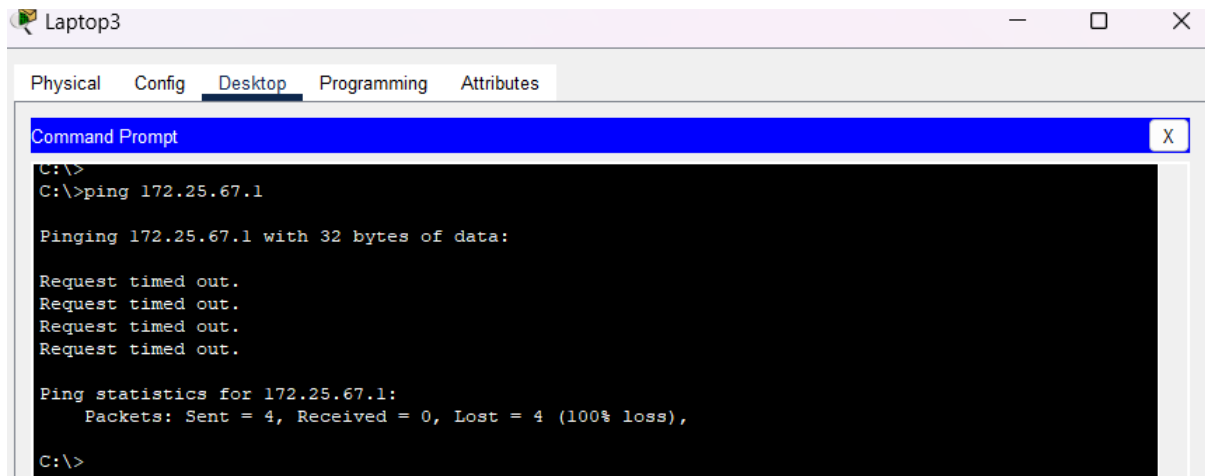 Laptop3
Physical Config Desktop Programming Attributes
Command Prompt
X
C:\>
C:\>ping 172.25.67.1
Pinging 172.25.67.1 with 32 bytes of data:
Request timed out.
Request timed out.
Request timed out.
Request timed out.
Ping statistics for 172.25.67.1:
Packets: Sent = 4, Received = 0, Lost = 4 (100% loss),
C:\>